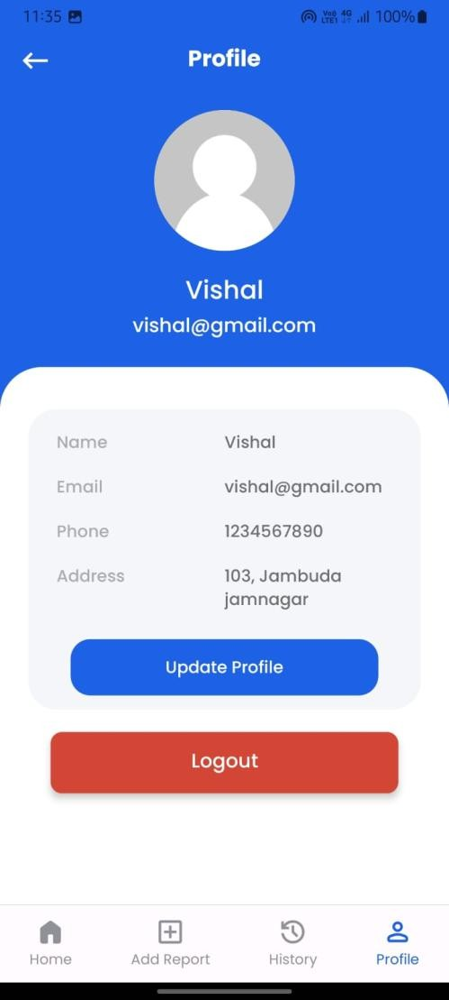 11:35 Voo) LTE1 4G 100%
Profile
Vishal
vishal@gmail.com
Name Vishal
Email vishal@gmail.com
Phone 1234567890
Address 103, Jambuda
jamnagar
Update Profile
Logout
Home Add Report History Profile